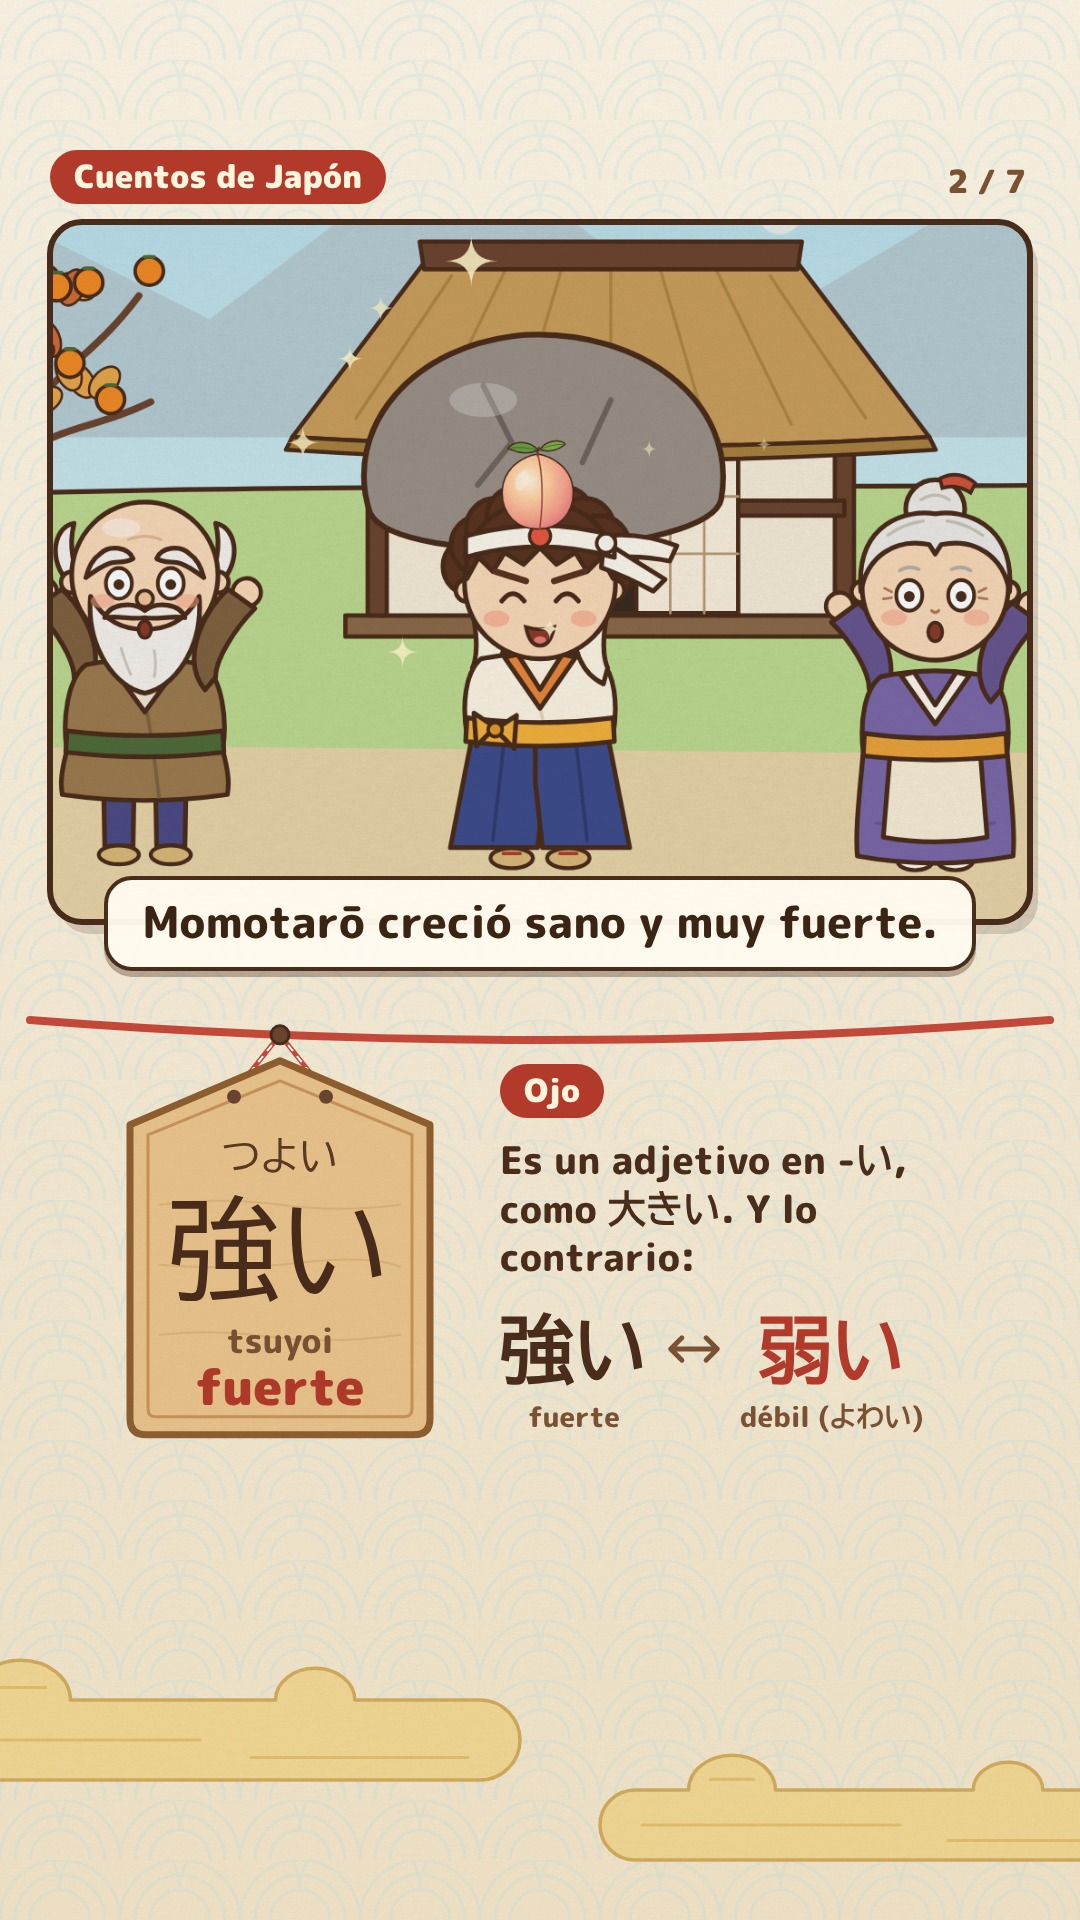 Cuentos de Japón
2 / 7
Momotarō creció sano y muy fuerte.
つよい
強い
tsuyoi
fuerte
Ojo
Es un adjetivo en -い,
como 大きい. Y lo
contrario:
強い ↔ 弱い
fuerte débil (よわい)